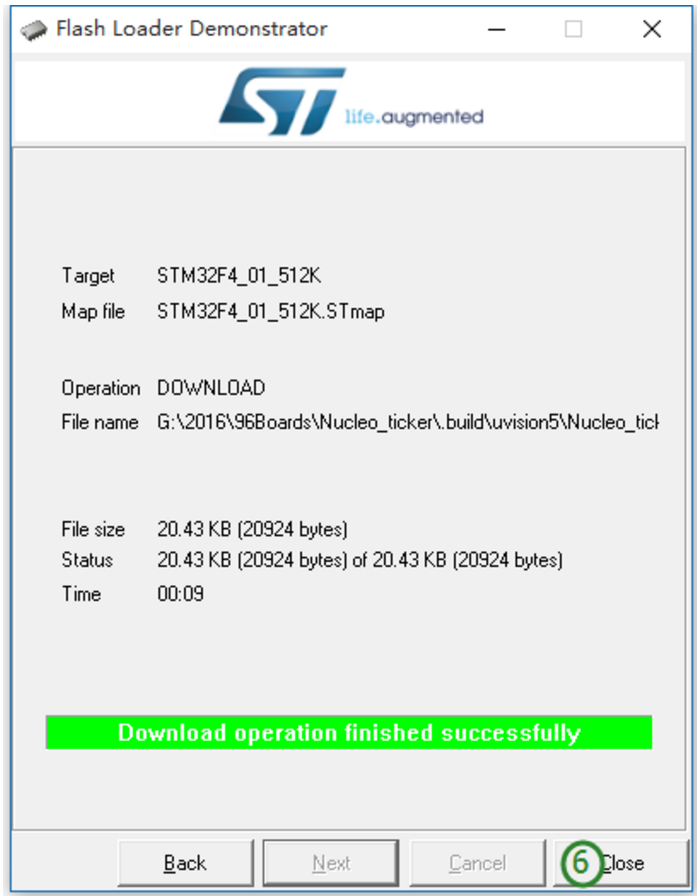 Flash Loader Demonstrator
ST life.augmented
Target STM32F4_01_512K
Map file STM32F4_01_512K.STmap
Operation DOWNLOAD
File name G:\2016\96Boards\Nucleo_ticker\.build\uvision5\Nucleo_tick
File size 20.43 KB (20924 bytes)
Status 20.43 KB (20924 bytes) of 20.43 KB (20924 bytes)
Time 00:09
Download operation finished successfully
Back Next Cancel 6 Close